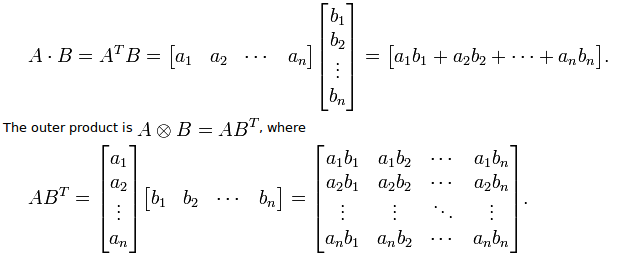 A · B = A^T B = [a_1 a_2 ⋯ a_n] [b_1 b_2 ⋮ b_n] = [a_1b_1 + a_2b_2 + ⋯ + a_nb_n].
The outer product is A ⊗ B = AB^T, where
AB^T = [a_1 a_2 ⋮ a_n] [b_1 b_2 ⋯ b_n] = [a_1b_1 a_1b_2 ⋯ a_1b_n a_2b_1 a_2b_2 ⋯ a_2b_n ⋮ ⋮ ⋱ ⋮ a_nb_1 a_nb_2 ⋯ a_nb_n].